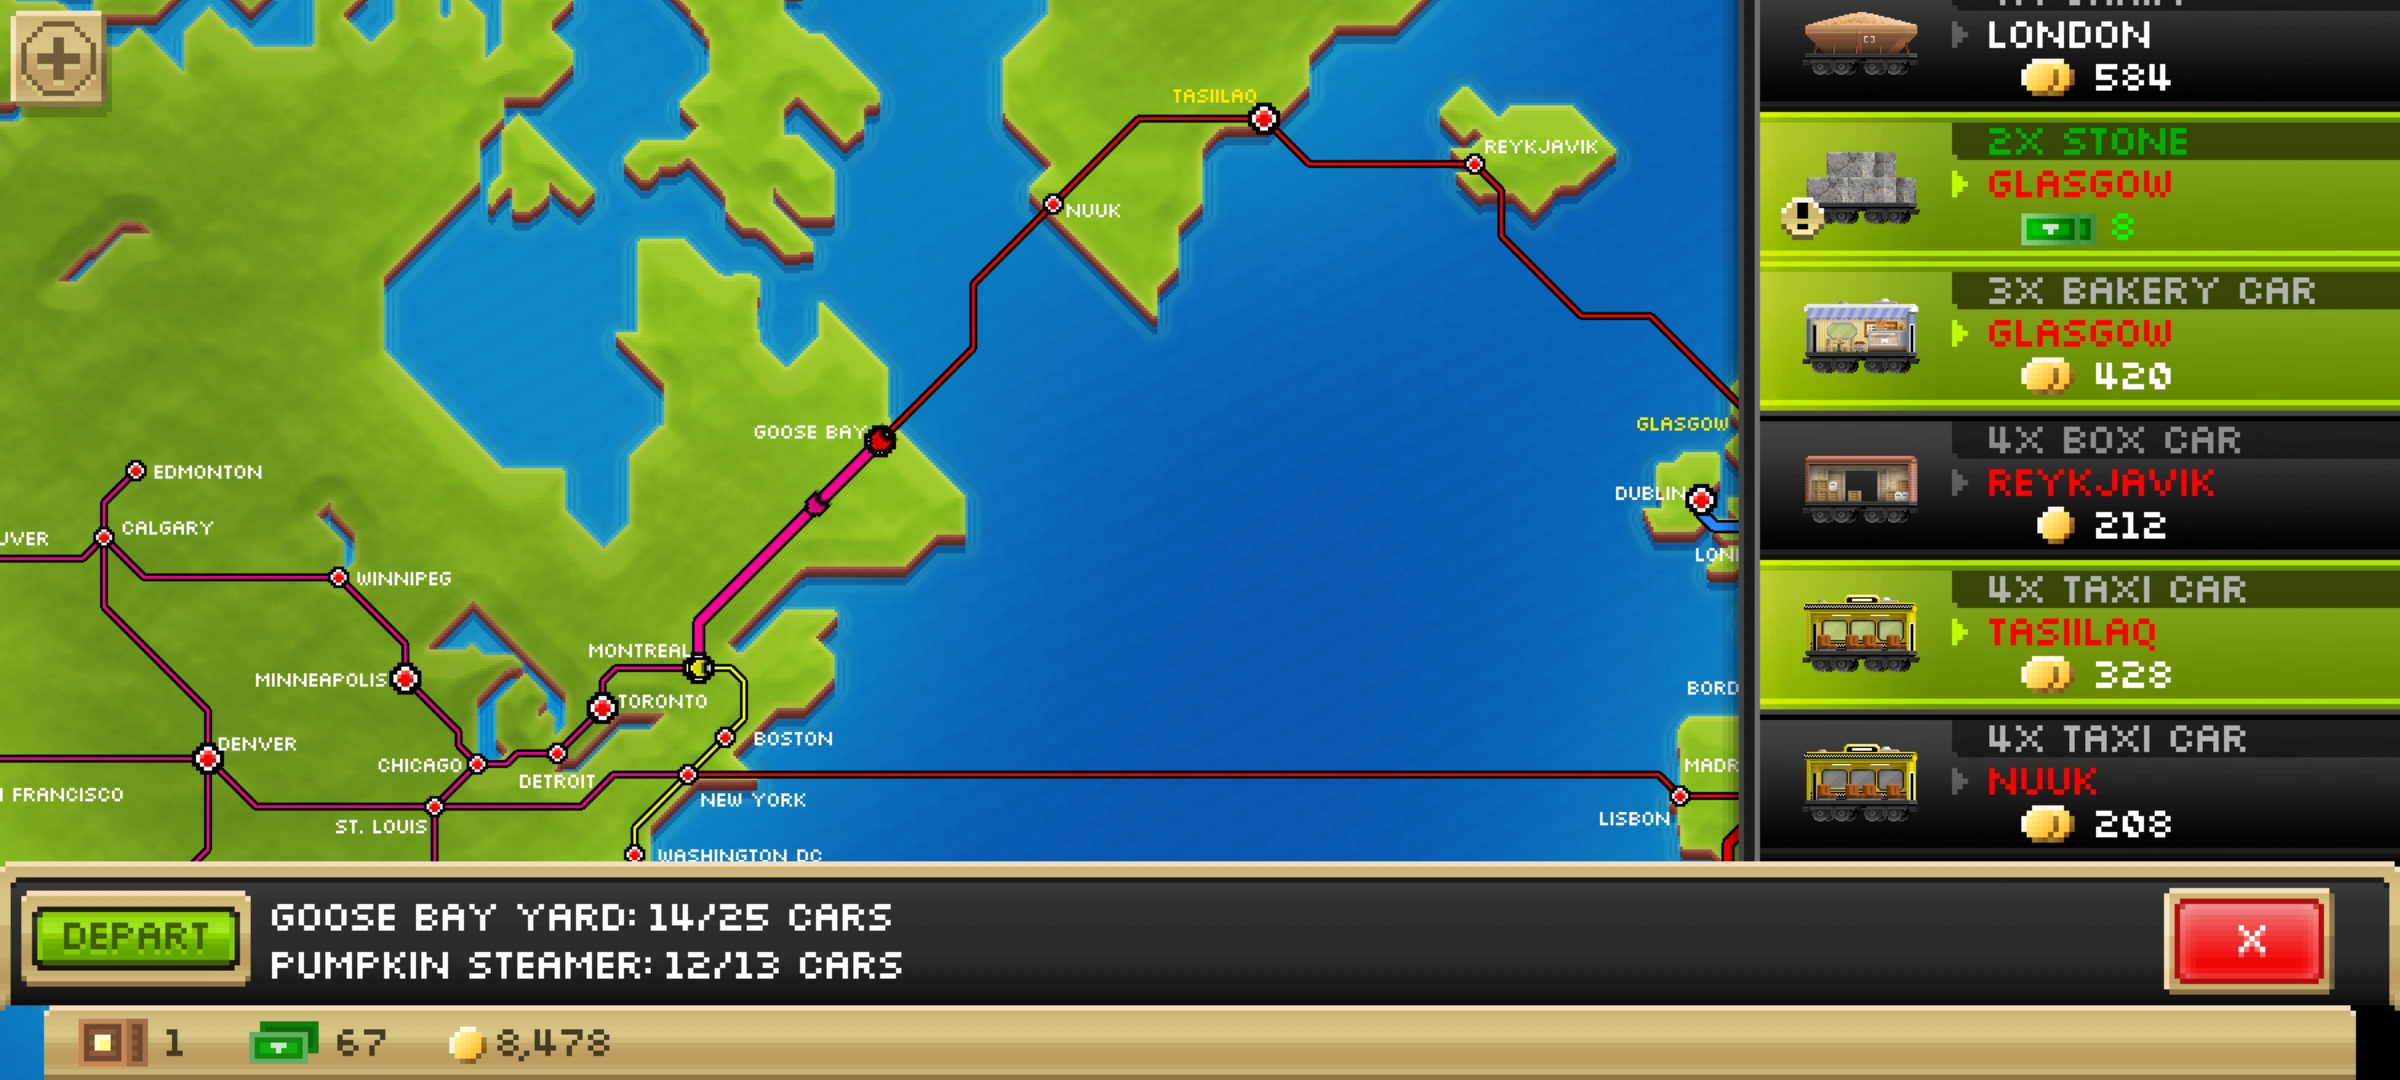 TASIILAQ
REYKJAVIK
NUUK
GLASGOW
GOOSE BAY
EDMONTON
CALGARY
WINNIPEG
DUBLIN
MONTREAL
MINNEAPOLIS
TORONTO
BOSTON
DENVER
CHICAGO
DETROIT
NEW YORK
FRANCISCO
ST. LOUIS
LISBON
WASHINGTON DC
LONDON
584
2X STONE
GLASGOW
8
3X BAKERY CAR
GLASGOW
420
4X BOX CAR
REYKJAVIK
212
4X TAXI CAR
TASIILAQ
328
4X TAXI CAR
NUUK
208
DEPART
GOOSE BAY YARD: 14/25 CARS
PUMPKIN STEAMER: 12/13 CARS
X
1
67
8,478